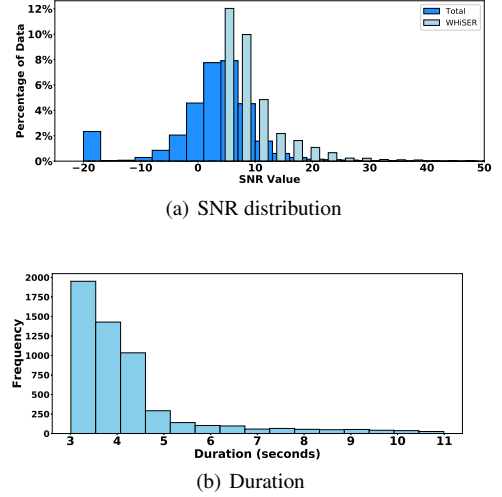 12%
10%
8%
6%
4%
2%
0%
Percentage of Data
Total
WHiSER
−20 −10 0 10 20 30 40 50
SNR Value
(a) SNR distribution
2000
1750
1500
1250
1000
750
500
250
0
Frequency
3 4 5 6 7 8 9 10 11
Duration (seconds)
(b) Duration